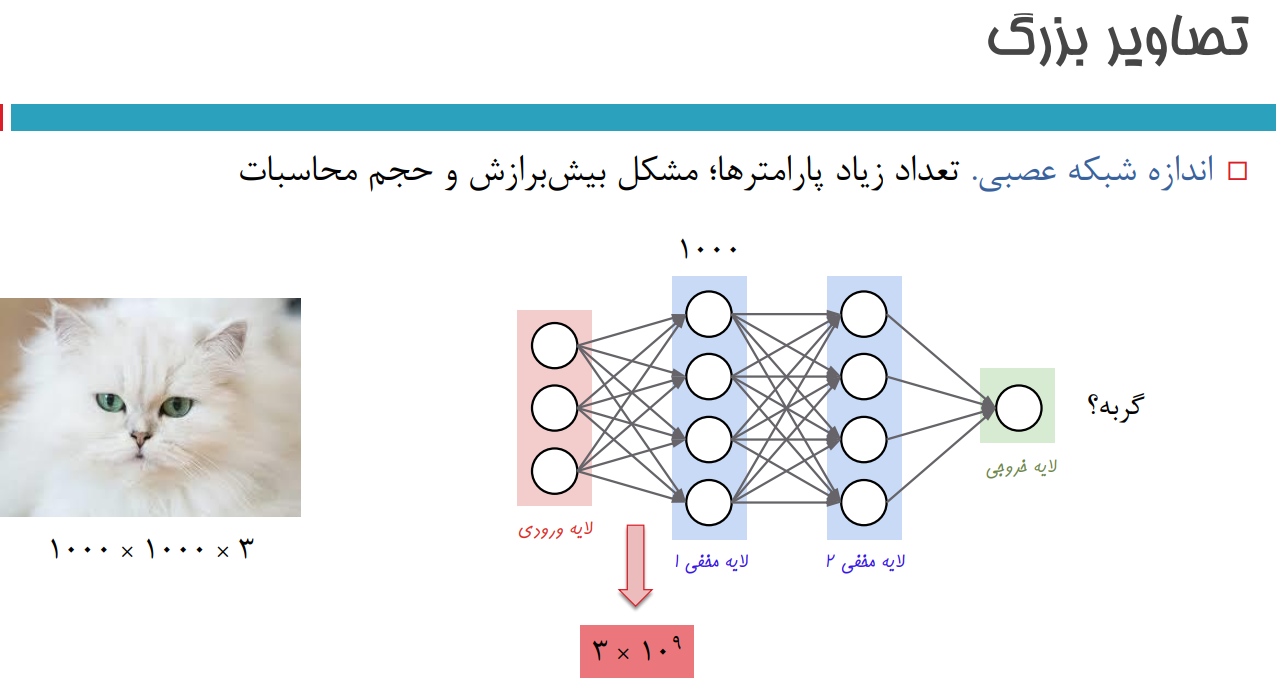 تصاویر بزرگ
اندازه شبکه عصبی. تعداد زیاد پارامترها؛ مشکل بیش‌برازش و حجم محاسبات
۱۰۰۰
گربه؟
لایه خروجی
لایه ورودی
لایه مخفی ۱
لایه مخفی ۲
۱۰۰۰ × ۱۰۰۰ × ۳
۳ × ۱۰⁹